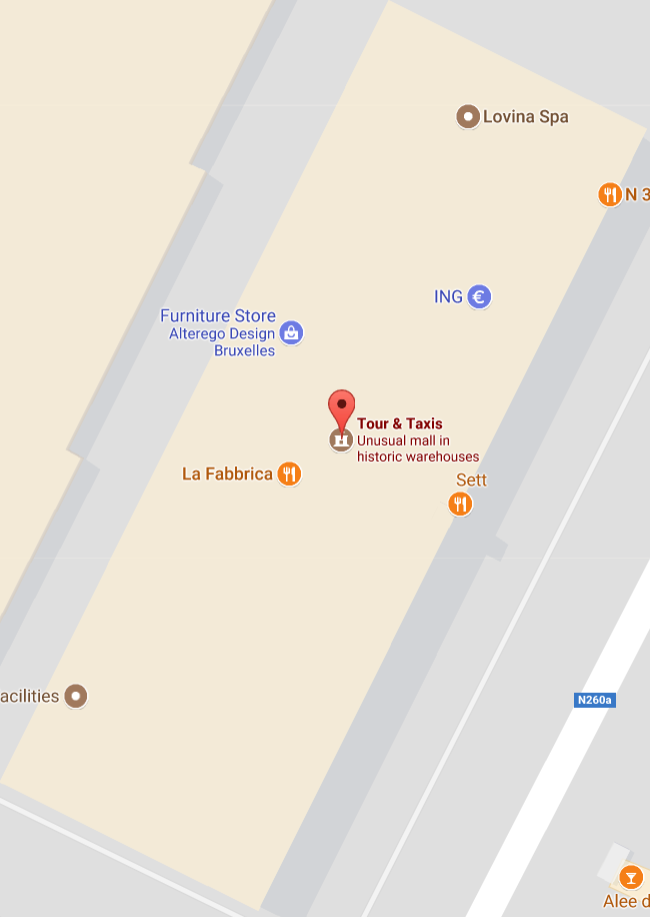 Lovina Spa
N 3
ING
Furniture Store
Alterego Design
Bruxelles
Tour & Taxis
Unusual mall in
historic warehouses
La Fabbrica
Sett
acilities
N260a
Alee d